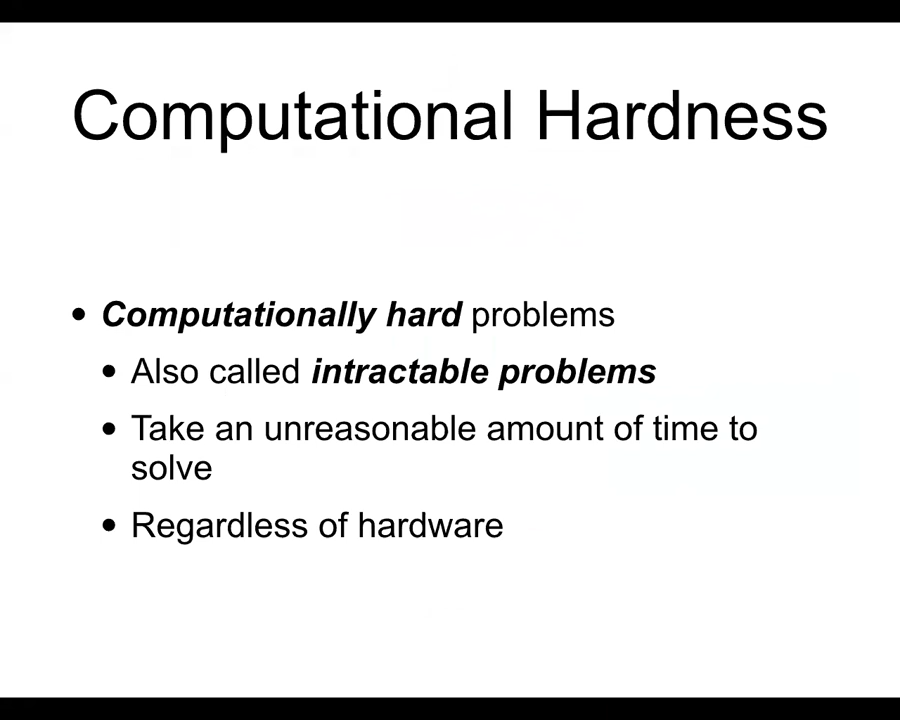 Computational Hardness
• Computationally hard problems
• Also called intractable problems
• Take an unreasonable amount of time to
solve
• Regardless of hardware